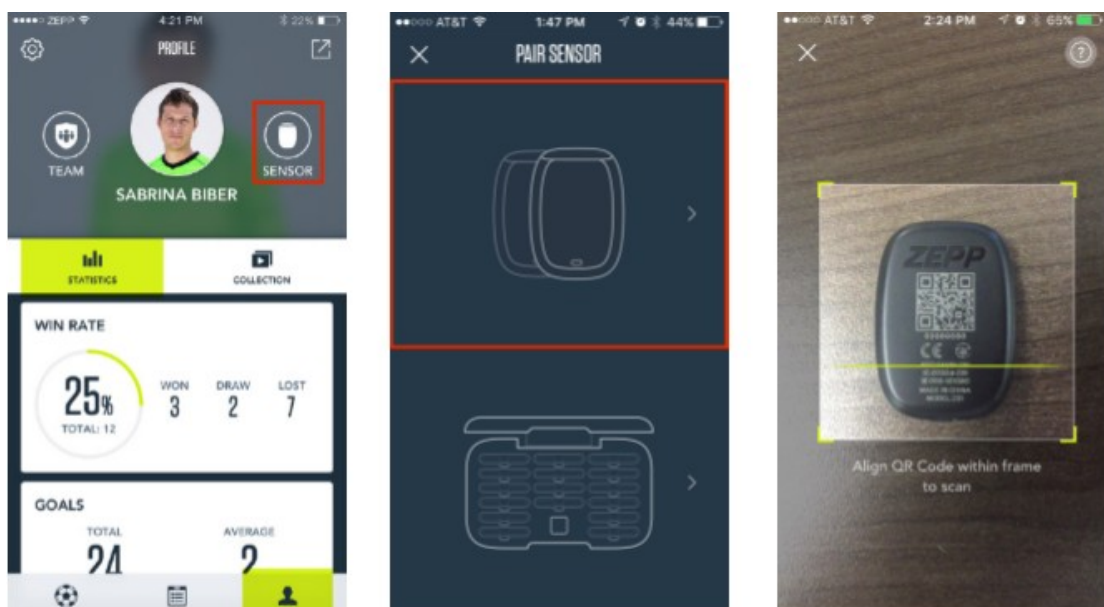 ZEPP 4:21 PM 22%
PROFILE
TEAM
SENSOR
SABRINA BIBER
STATISTICS
COLLECTION
WIN RATE
25%
TOTAL: 12
WON DRAW LOST
3 2 7
GOALS
TOTAL AVERAGE
24 2
AT&T 1:47 PM 44%
PAIR SENSOR
AT&T 2:24 PM 65%
?
ZEPP
CE
Align QR Code within frame
to scan